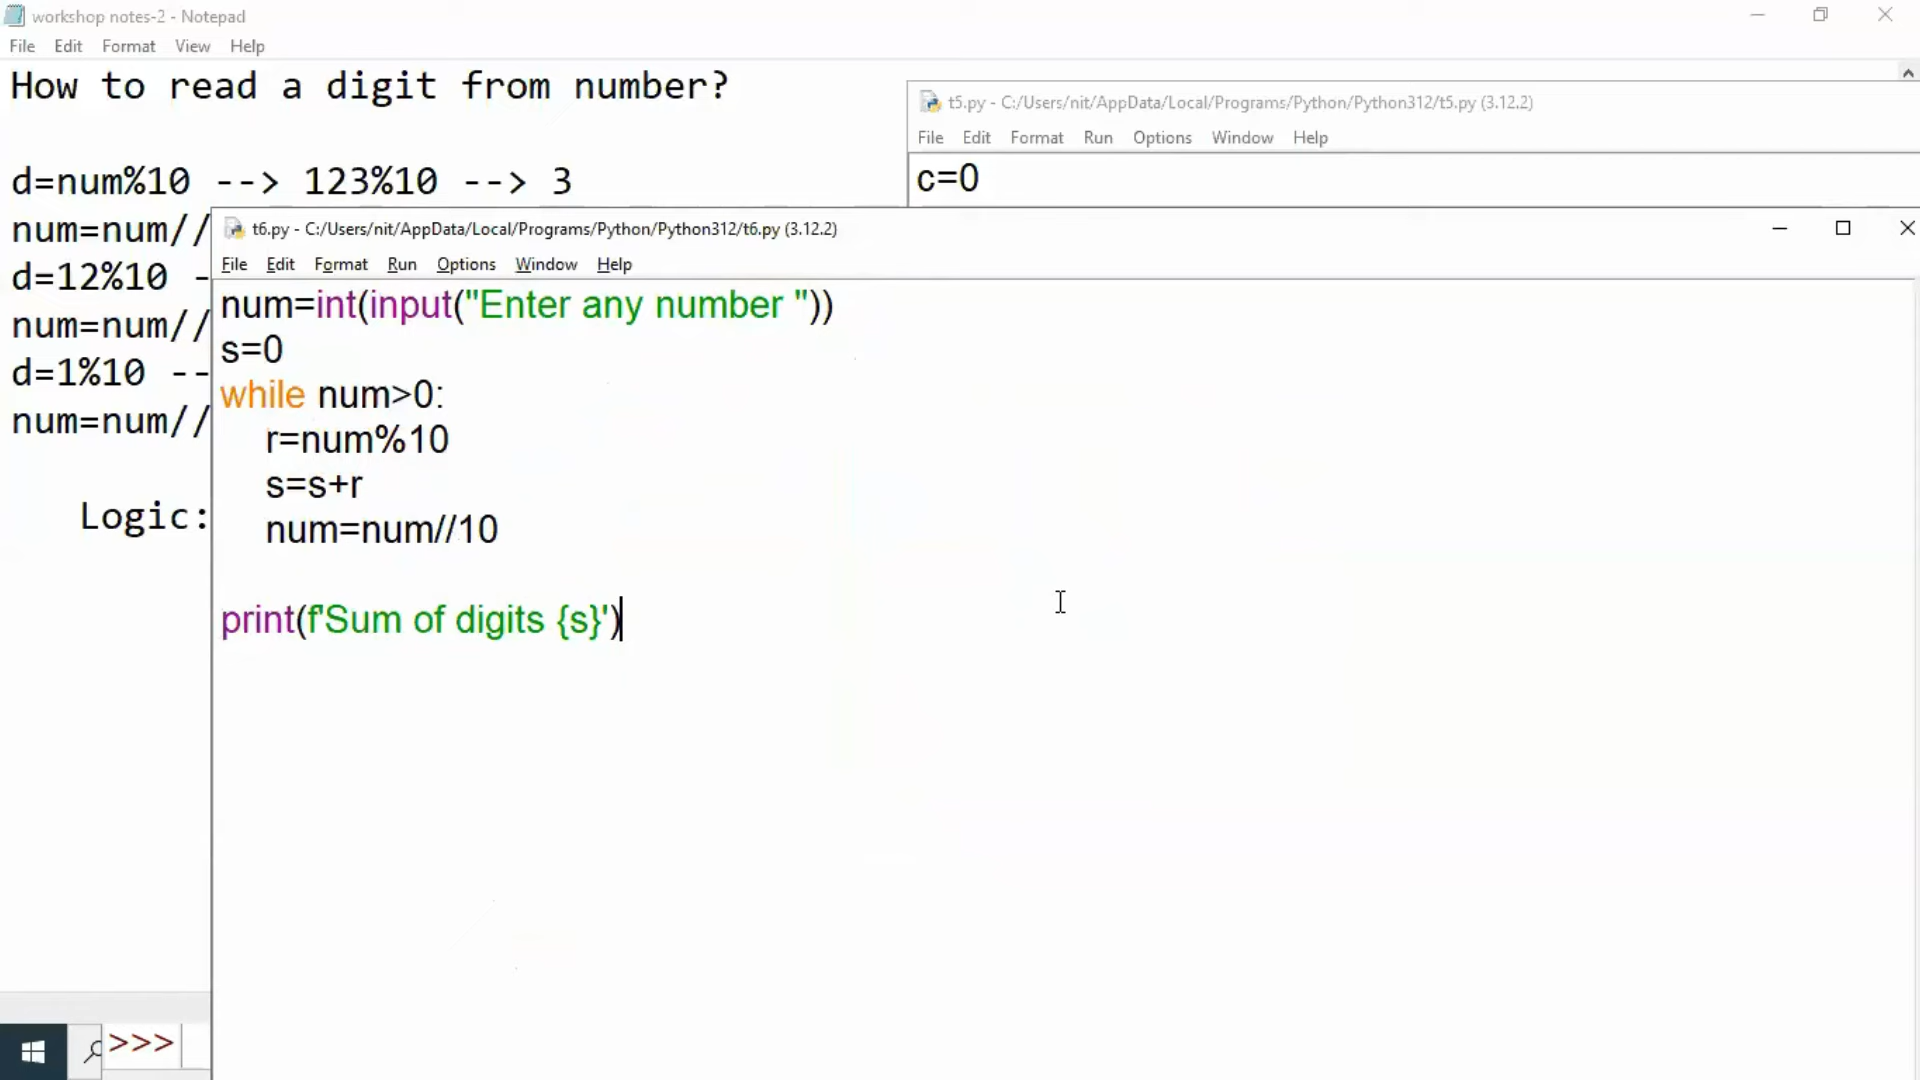 workshop notes-2 - Notepad
File Edit Format View Help
How to read a digit from number?
d=num%10 --> 123%10 --> 3
num=num//
d=12%10 -
num=num//
d=1%10 --
num=num//
Logic:
t5.py - C:/Users/nit/AppData/Local/Programs/Python/Python312/t5.py (3.12.2)
File Edit Format Run Options Window Help
c=0
t6.py - C:/Users/nit/AppData/Local/Programs/Python/Python312/t6.py (3.12.2)
File Edit Format Run Options Window Help
num=int(input("Enter any number "))
s=0
while num>0:
    r=num%10
    s=s+r
    num=num//10
print(f'Sum of digits {s}')
>>>